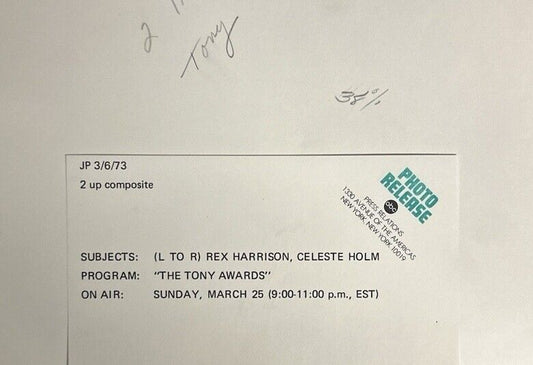 2
Tony
38%
JP 3/6/73
2 up composite
PHOTO
RELEASE
abc
PRESS RELATIONS
1330 AVENUE OF THE AMERICAS
NEW YORK, NEW YORK 10019
SUBJECTS: (L TO R) REX HARRISON, CELESTE HOLM
PROGRAM: "THE TONY AWARDS"
ON AIR: SUNDAY, MARCH 25 (9:00-11:00 p.m., EST)